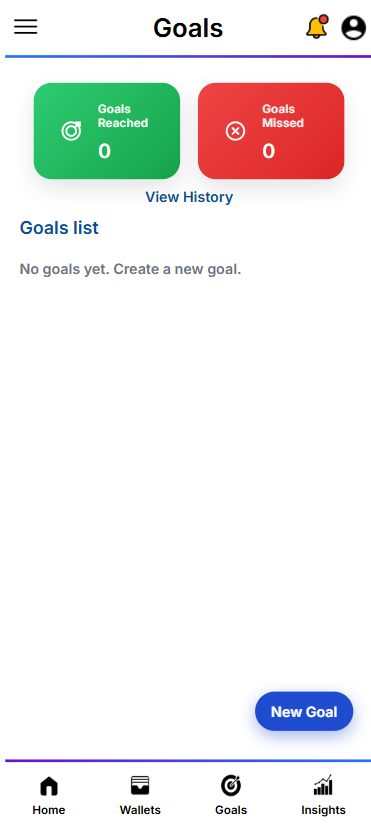 Goals
Goals
Reached
0
Goals
Missed
0
View History
Goals list
No goals yet. Create a new goal.
New Goal
Home
Wallets
Goals
Insights